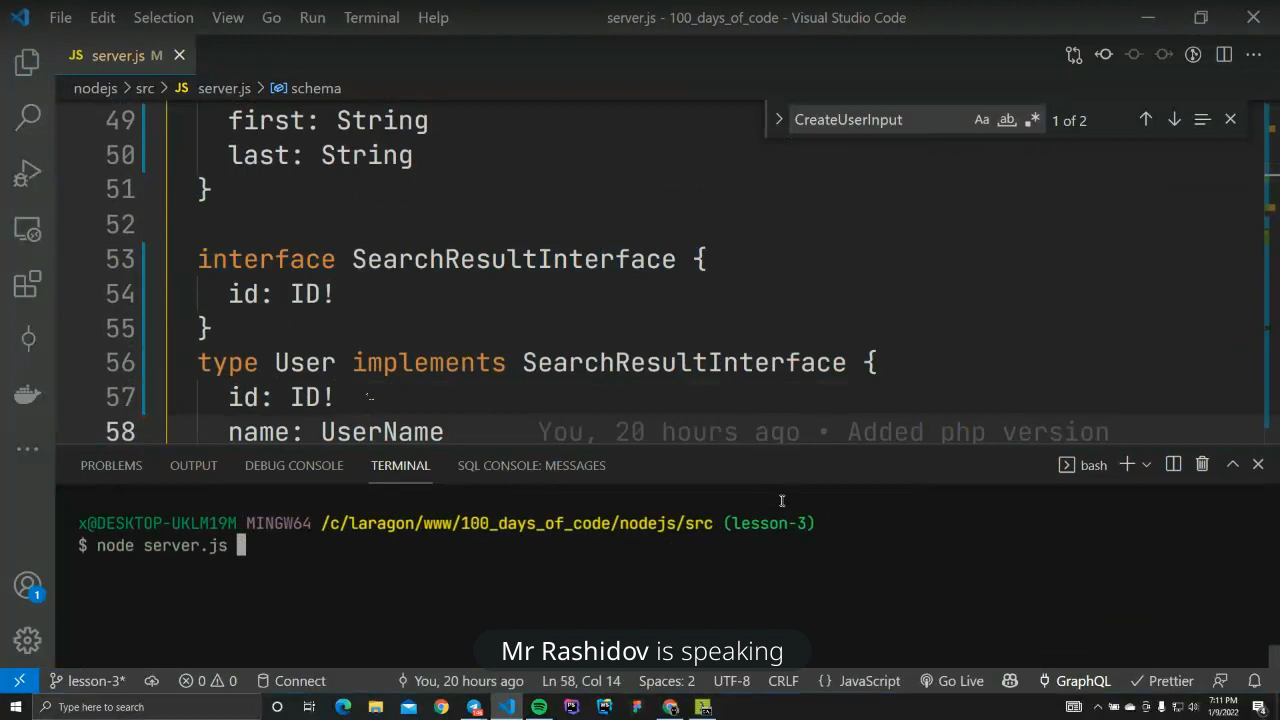 File Edit Selection View Go Run Terminal Help server.js - 100_days_of_code - Visual Studio Code
JS server.js M
nodejs > src > JS server.js > schema
CreateUserInput Aa ab 1 of 2
49 first: String
50 last: String
51 }
52
53 interface SearchResultInterface {
54 id: ID!
55 }
56 type User implements SearchResultInterface {
57 id: ID!
58 name: UserName You, 20 hours ago • Added php version
PROBLEMS OUTPUT DEBUG CONSOLE TERMINAL SQL CONSOLE: MESSAGES bash
x@DESKTOP-UKLM19M MINGW64 /c/laragon/www/100_days_of_code/nodejs/src (lesson-3)
$ node server.js
1
Mr Rashidov is speaking
lesson-3* 0 0 Connect You, 20 hours ago Ln 58, Col 14 Spaces: 2 UTF-8 CRLF { } JavaScript Go Live GraphQL Prettier
Type here to search 7:11 PM
1/9/2022 4